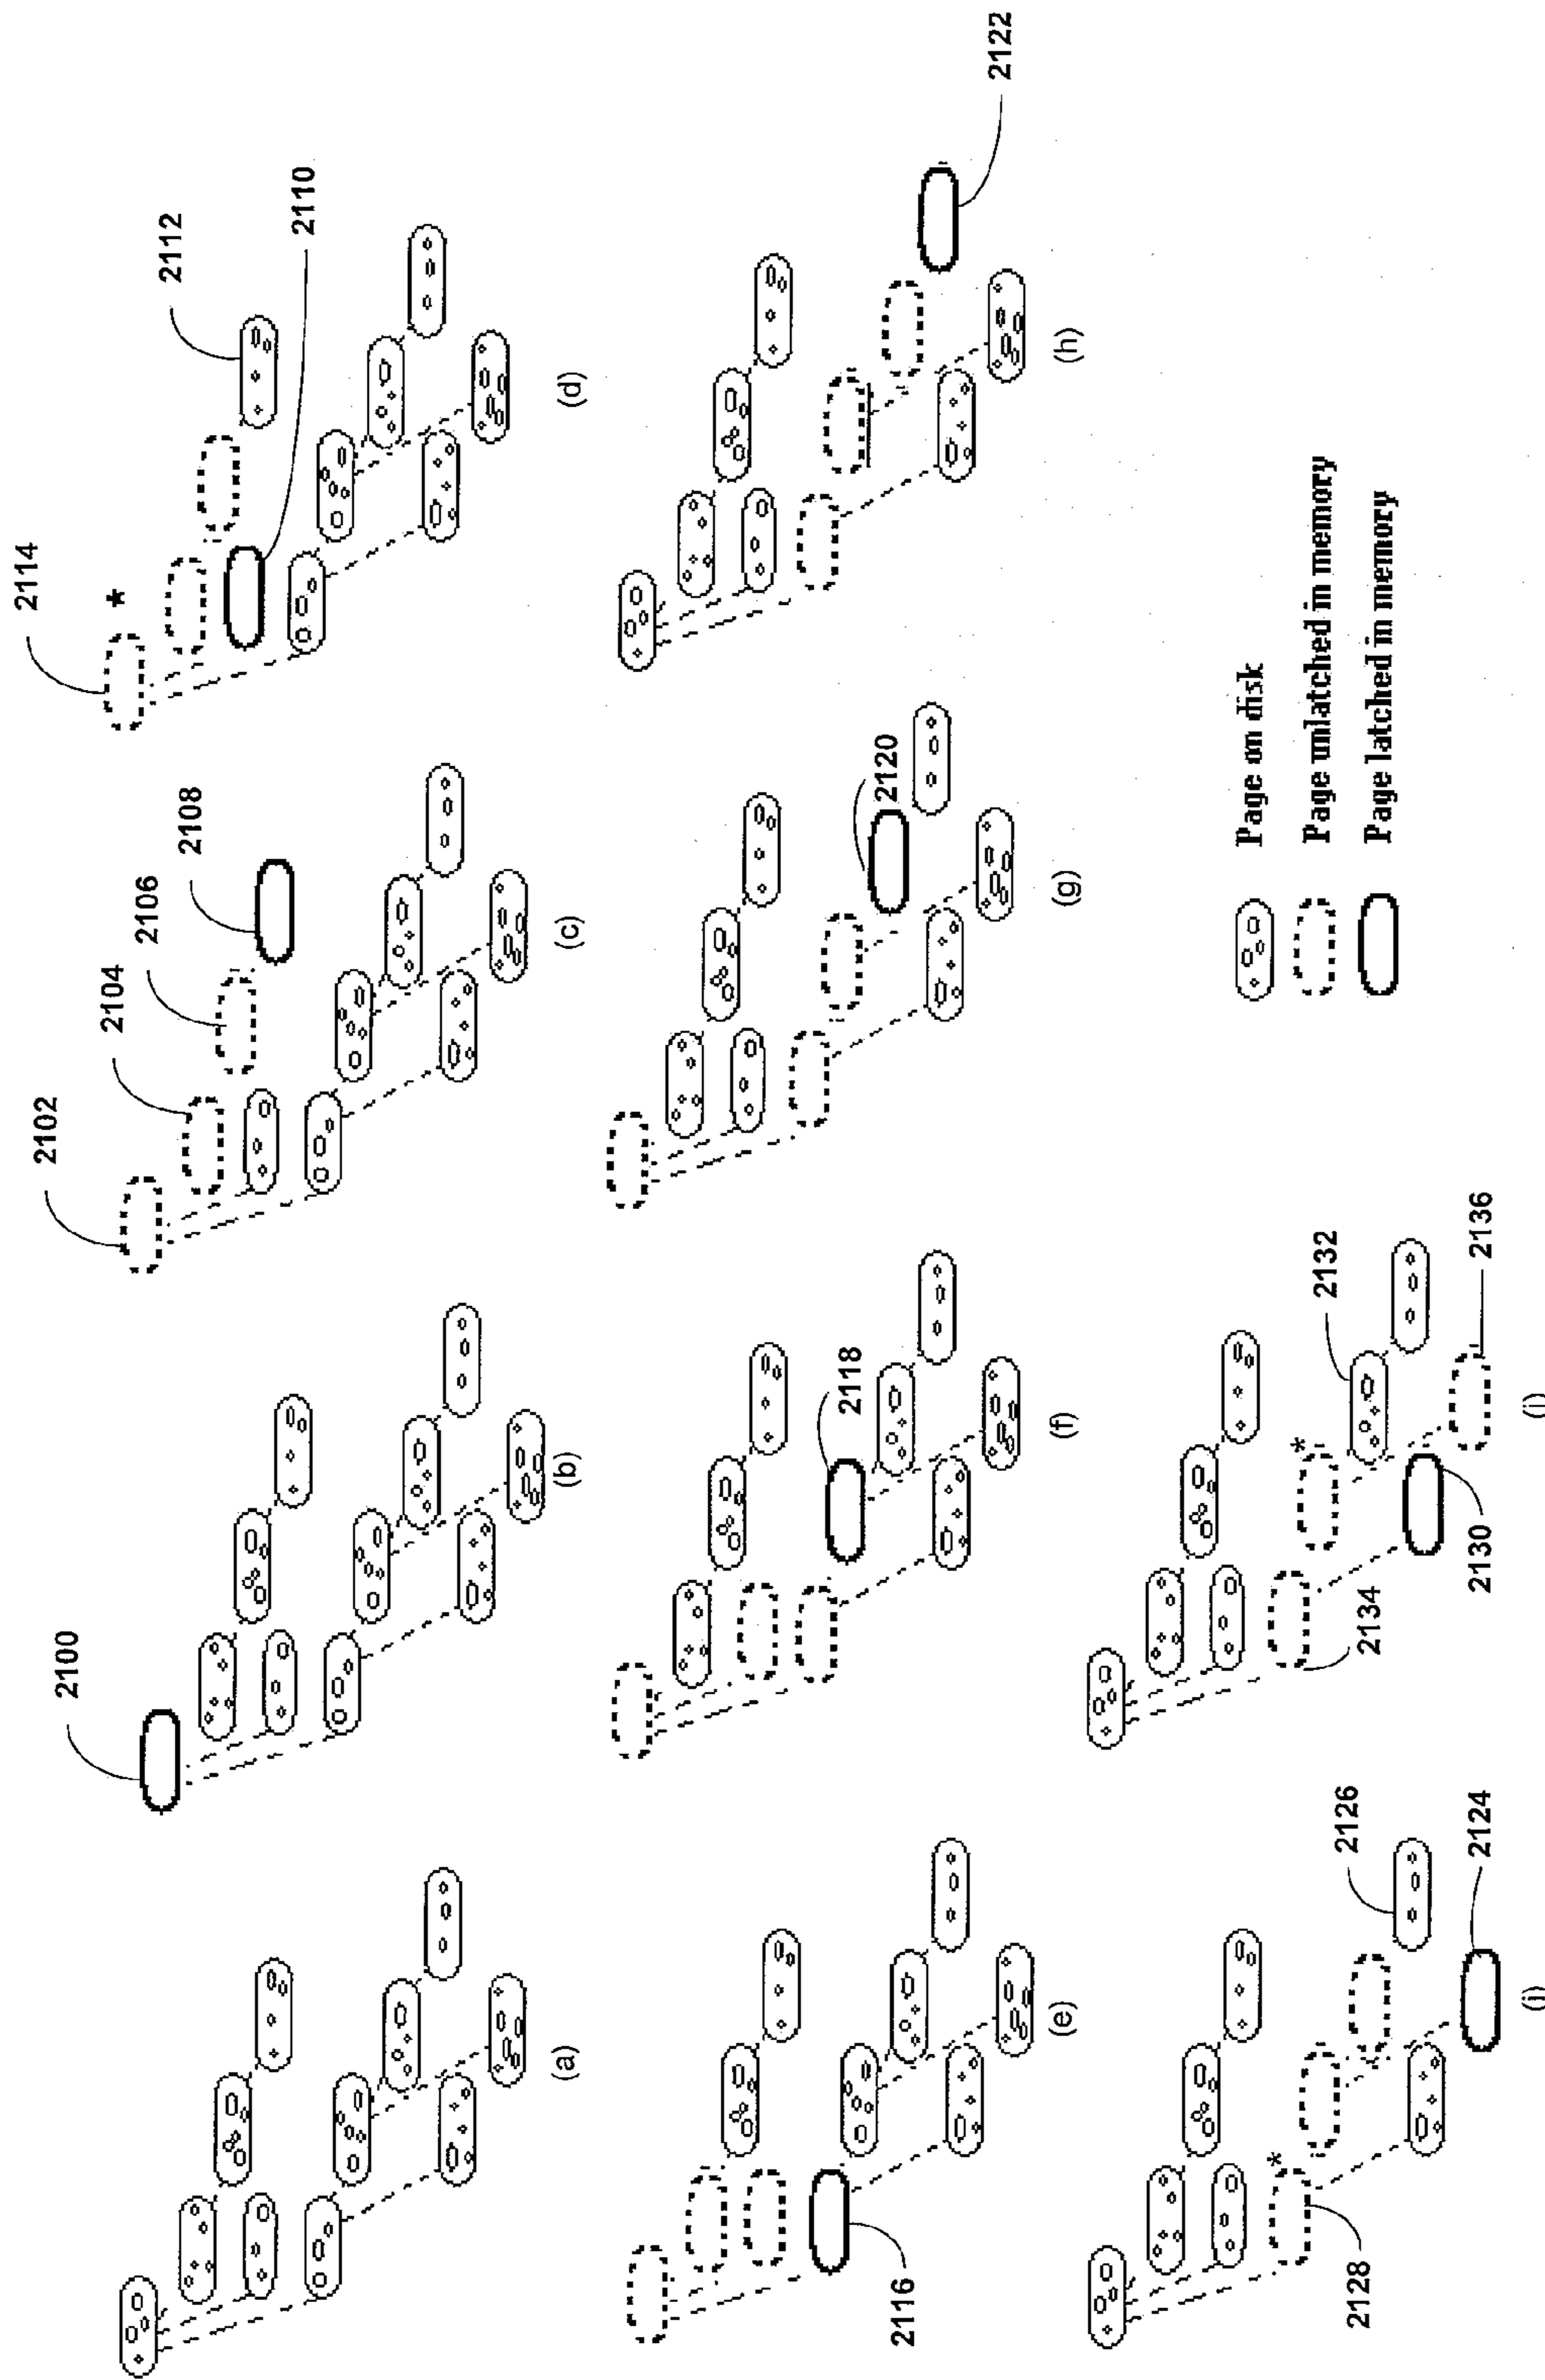 2100
2102
2104
2106
2108
2114
*
2112
2110
(a)
(b)
(c)
(d)
2116
2118
2120
2122
(e)
(f)
(g)
(h)
2128
*
2126
2124
(i)
2134
*
2132
2130
2136
(j)
Page on disk
Page unlatched in memory
Page latched in memory